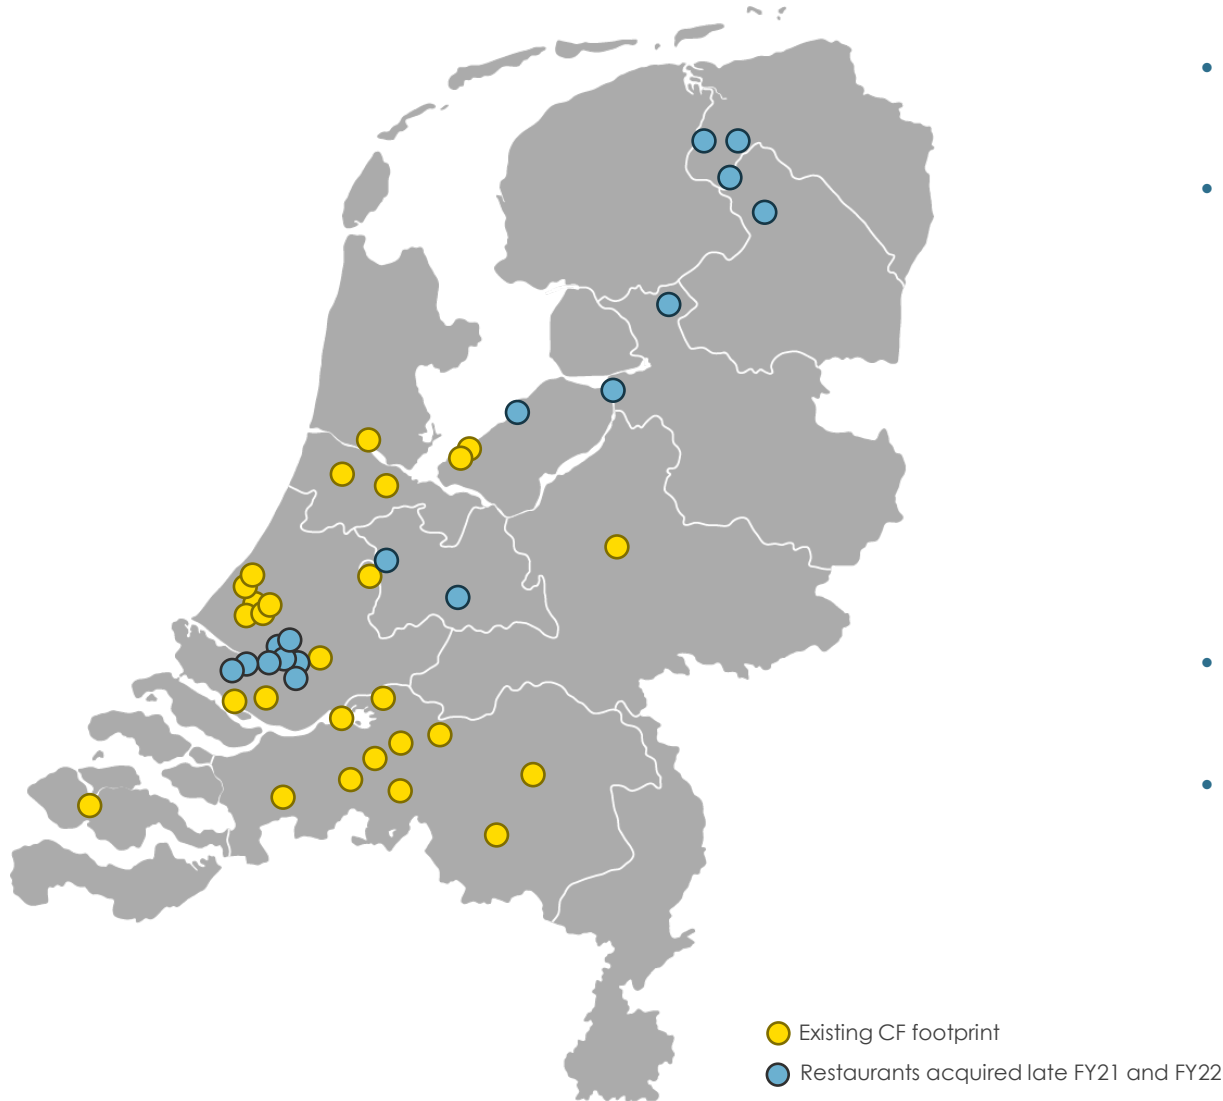 Existing CF footprint
Restaurants acquired late FY21 and FY22